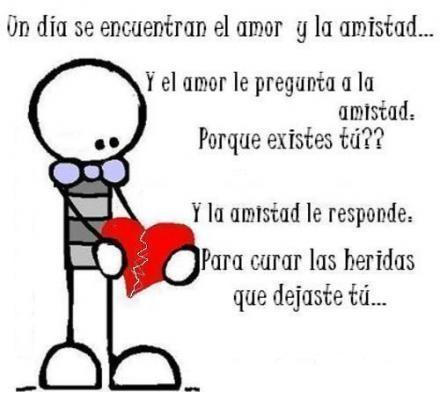 Un día se encuentran el amor y la amistad...
Y el amor le pregunta a la
amistad:
Porque existes tú??
Y la amistad le responde:
Para curar las heridas
que dejaste tú...